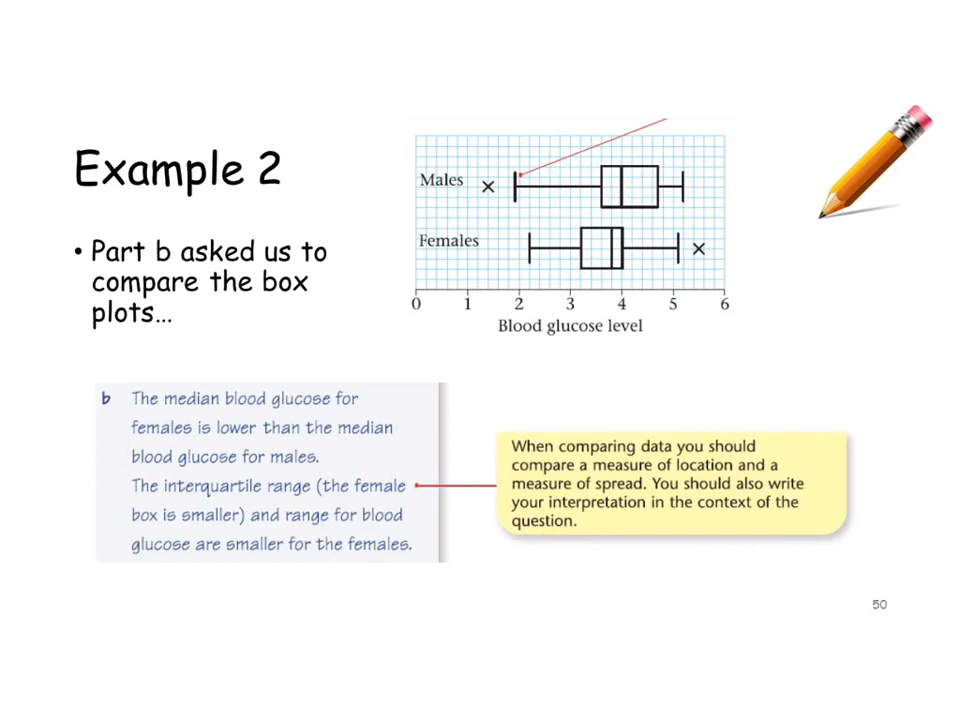 Example 2
• Part b asked us to
compare the box
plots…
Males
Females
0 1 2 3 4 5 6
Blood glucose level
b The median blood glucose for
females is lower than the median
blood glucose for males.
The interquartile range (the female
box is smaller) and range for blood
glucose are smaller for the females.
When comparing data you should
compare a measure of location and a
measure of spread. You should also write
your interpretation in the context of the
question.
50